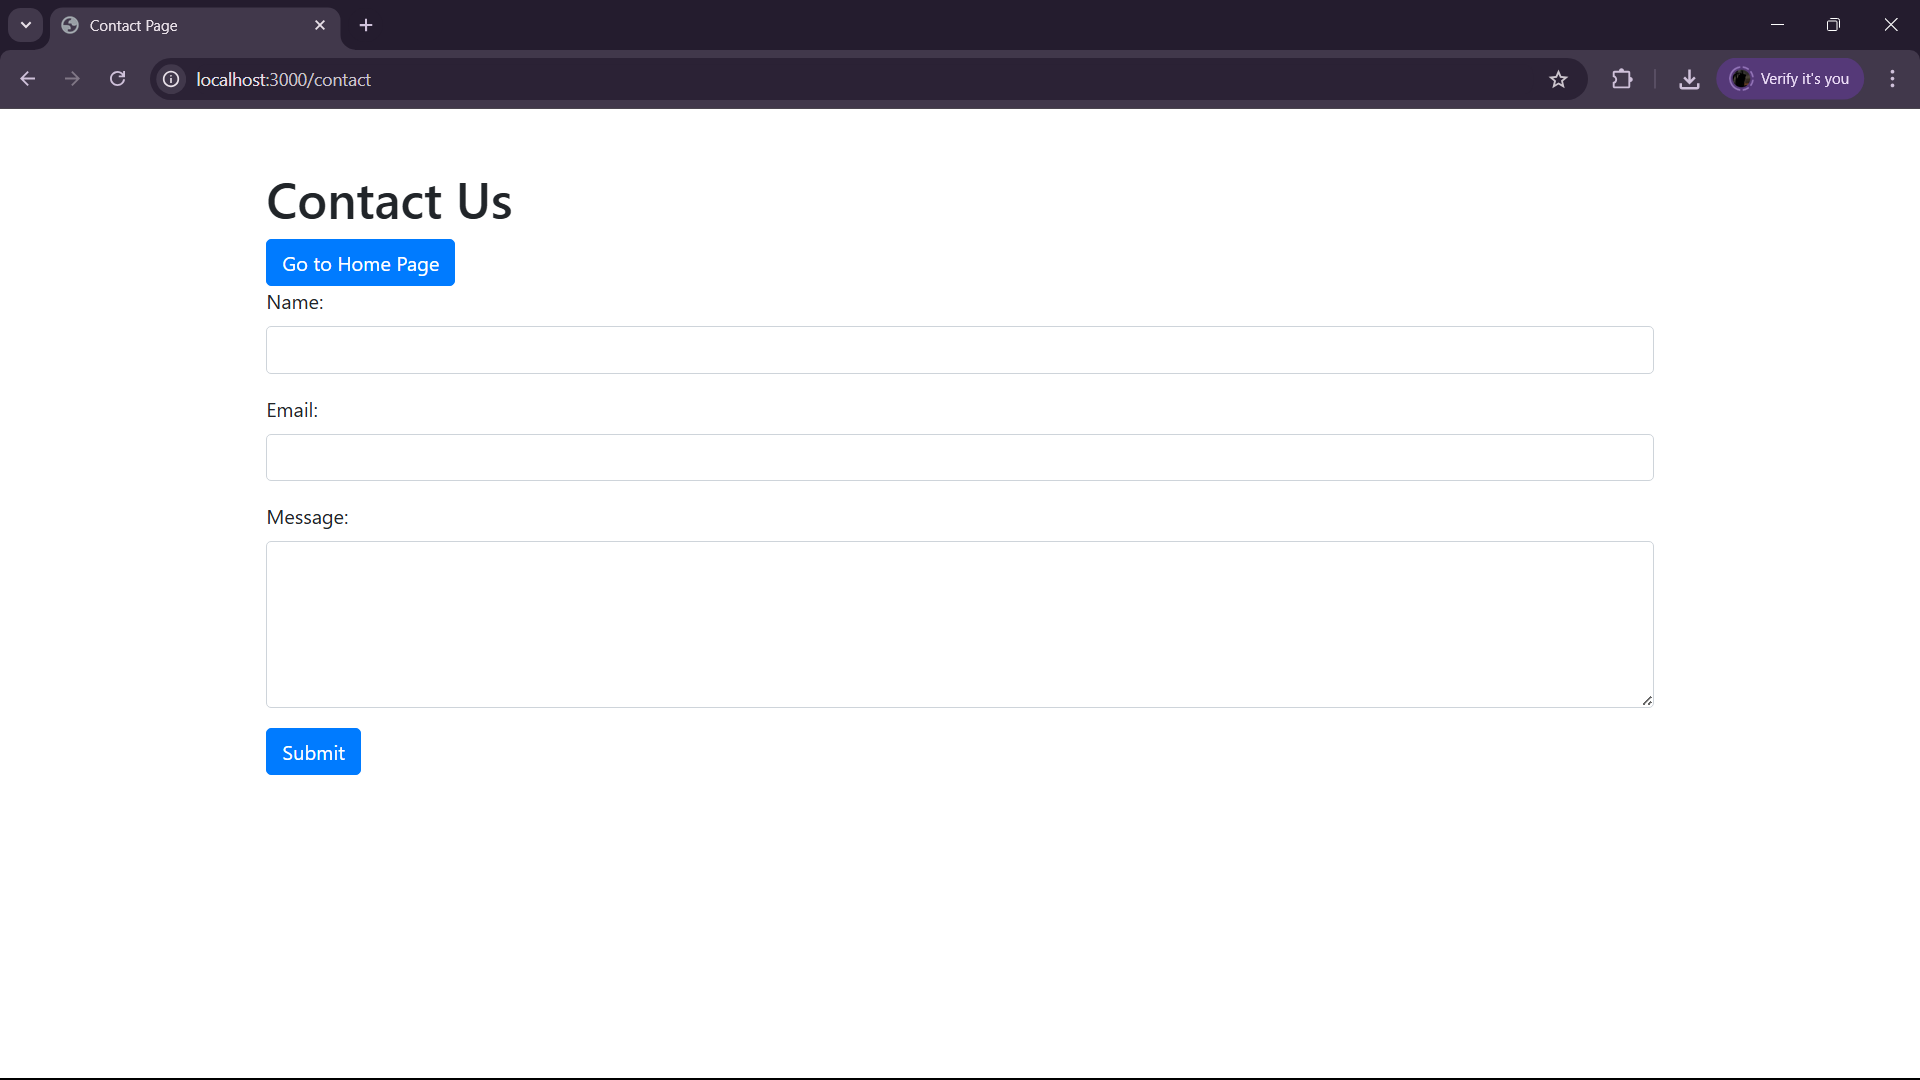 Contact Page
localhost:3000/contact
Verify it's you
Contact Us
Go to Home Page
Name:
Email:
Message:
Submit